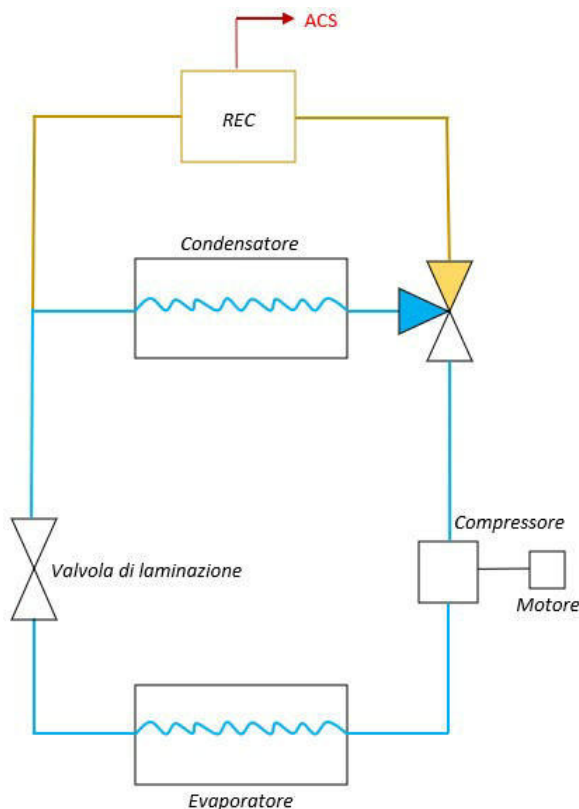 ACS
REC
Condensatore
Compressore
Valvola di laminazione
Motore
Evaporatore